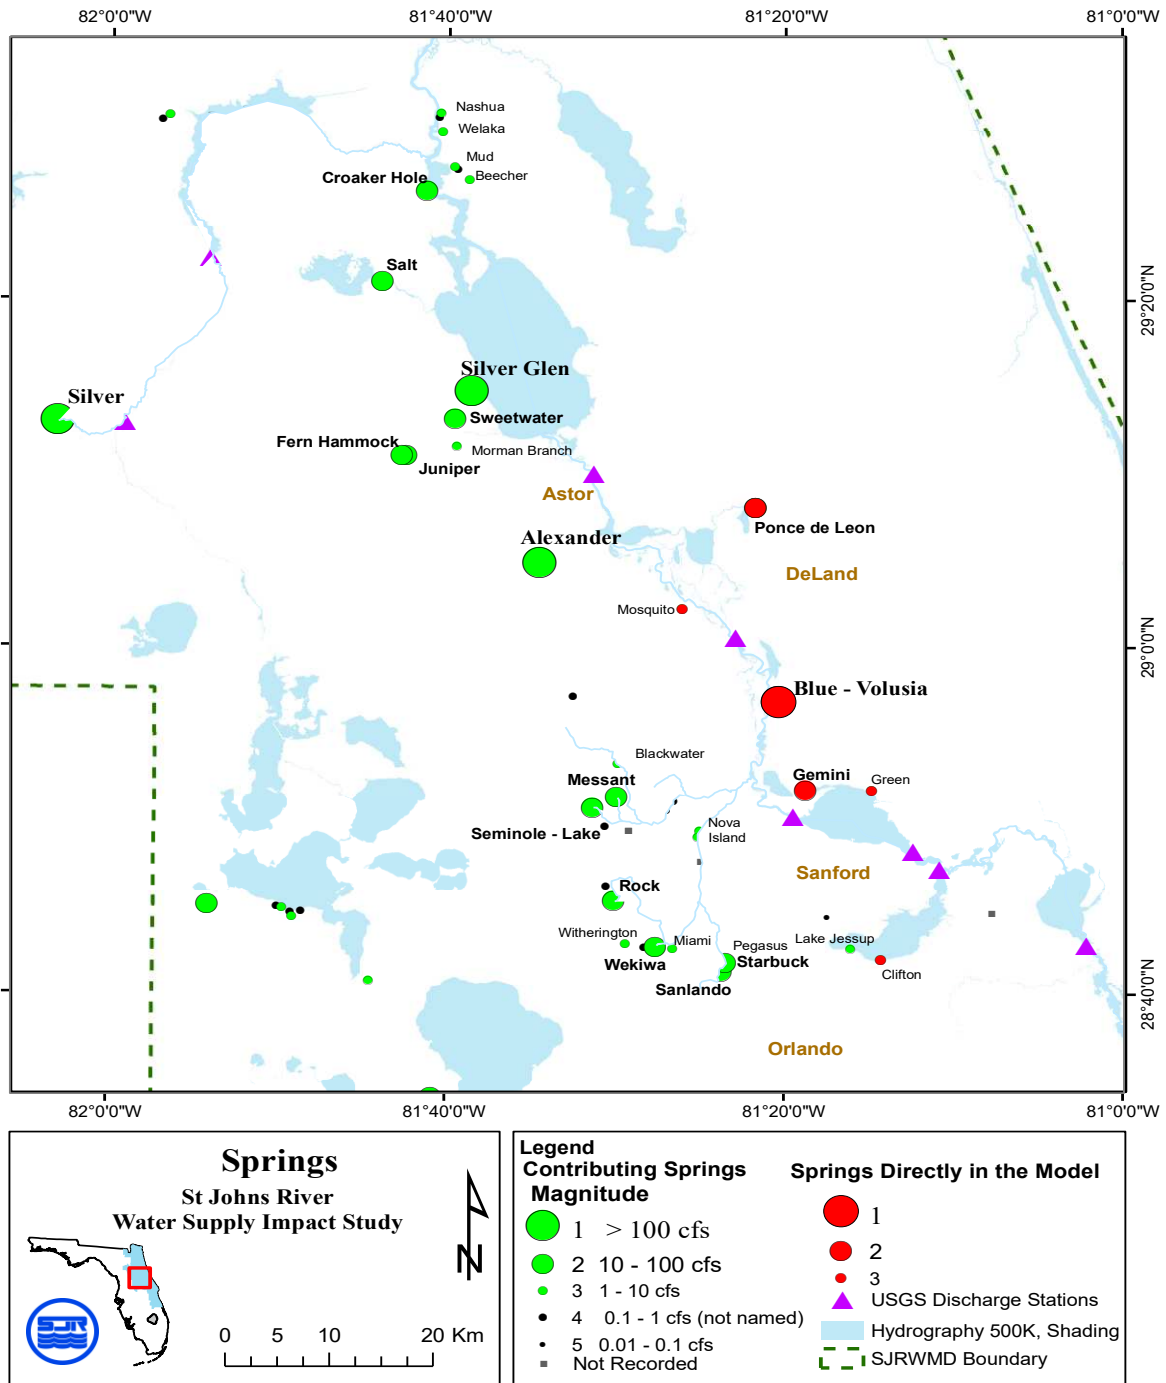 82°0'0"W
81°40'0"W
81°20'0"W
81°0'0"W
Nashua
Welaka
Mud
Beecher
Croaker Hole
Salt
29°20'0"N
Silver Glen
Silver
Sweetwater
Fern Hammock
Morman Branch
Juniper
Astor
Ponce de Leon
Alexander
DeLand
Mosquito
29°0'0"N
Blue - Volusia
Blackwater
Messant
Gemini
Green
Seminole - Lake
Nova
Island
Sanford
Rock
Witherington
Miami
Pegasus
Lake Jessup
Wekiwa
Starbuck
Clifton
Sanlando
28°40'0"N
Orlando
82°0'0"W
81°40'0"W
81°20'0"W
81°0'0"W
Springs
St Johns River
Water Supply Impact Study
N
SJR
0 5 10 20 Km
Legend
Contributing Springs
Magnitude
1 > 100 cfs
2 10 - 100 cfs
3 1 - 10 cfs
4 0.1 - 1 cfs (not named)
5 0.01 - 0.1 cfs
Not Recorded
Springs Directly in the Model
1
2
3
USGS Discharge Stations
Hydrography 500K, Shading
SJRWMD Boundary